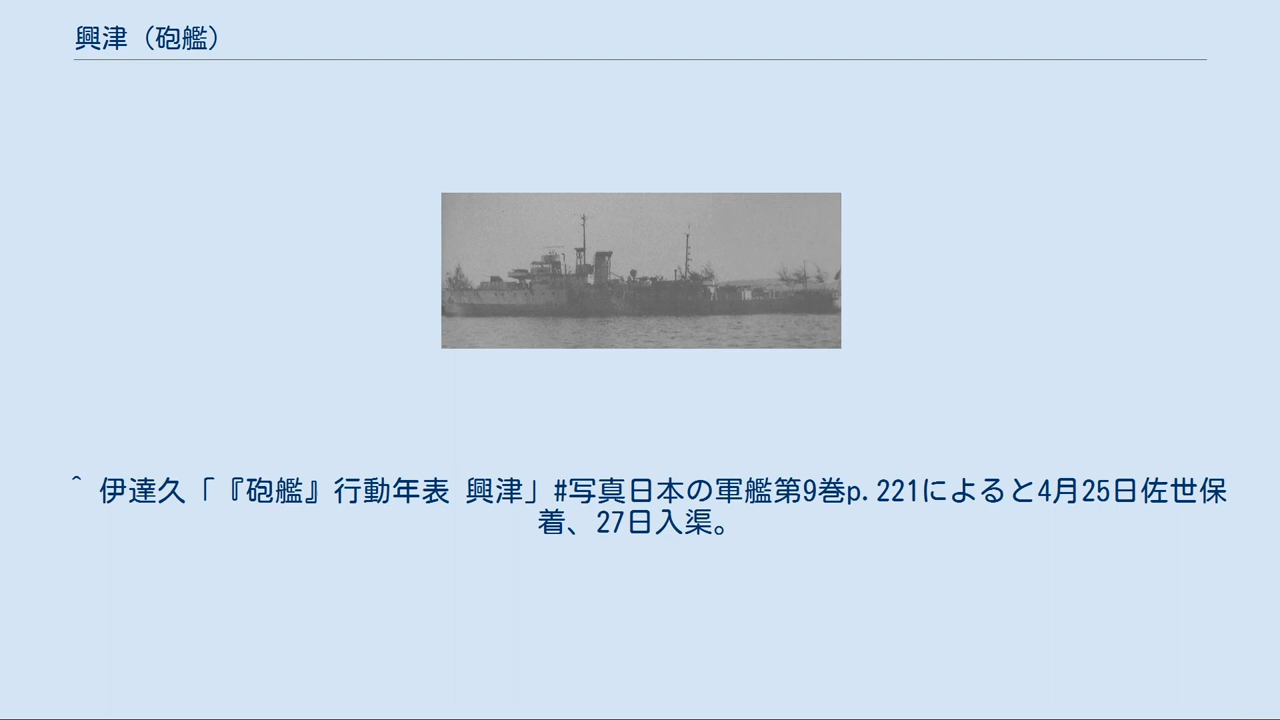 興津（砲艦）
^ 伊達久「『砲艦』行動年表 興津」#写真日本の軍艦第9巻p.221によると4月25日佐世保
着、27日入渠。